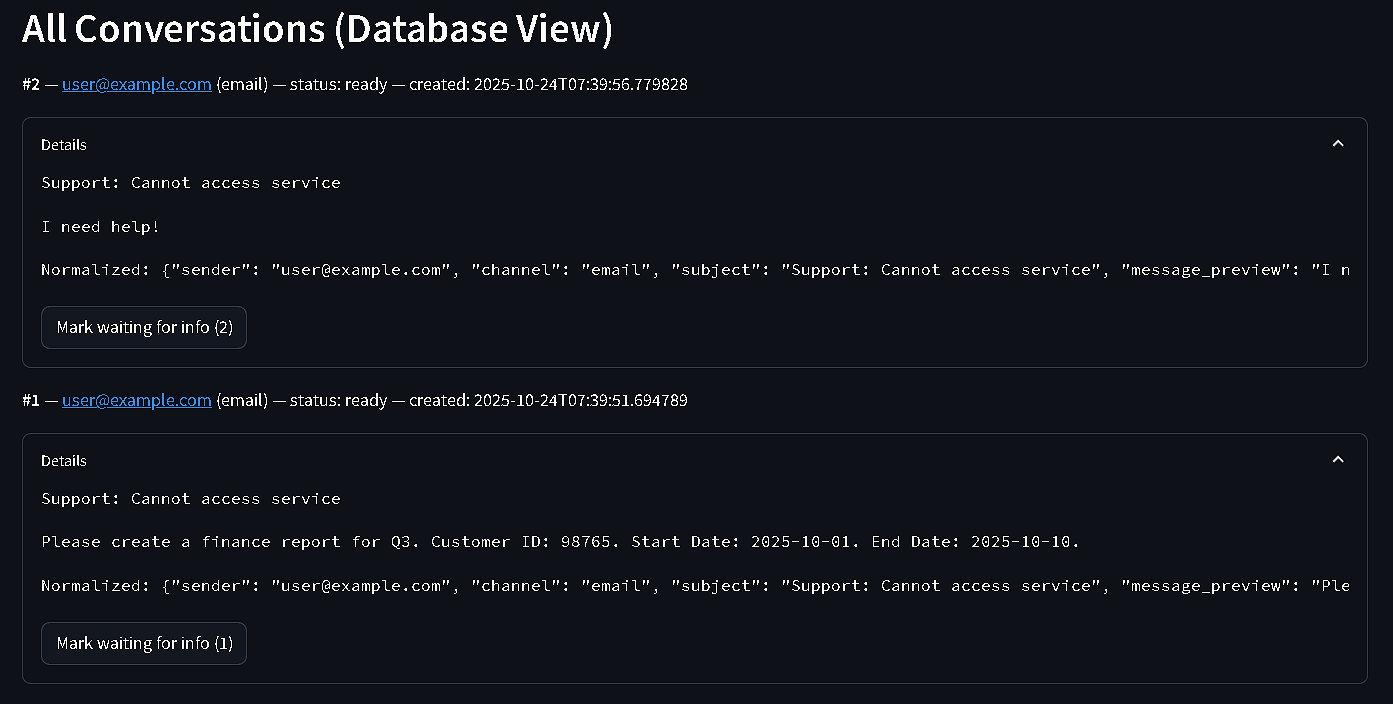 All Conversations (Database View)
#2 — user@example.com (email) — status: ready — created: 2025-10-24T07:39:56.779828
Details
Support: Cannot access service
I need help!
Normalized: {"sender": "user@example.com", "channel": "email", "subject": "Support: Cannot access service", "message_preview": "I n
Mark waiting for info (2)
#1 — user@example.com (email) — status: ready — created: 2025-10-24T07:39:51.694789
Details
Support: Cannot access service
Please create a finance report for Q3. Customer ID: 98765. Start Date: 2025-10-01. End Date: 2025-10-10.
Normalized: {"sender": "user@example.com", "channel": "email", "subject": "Support: Cannot access service", "message_preview": "Ple
Mark waiting for info (1)